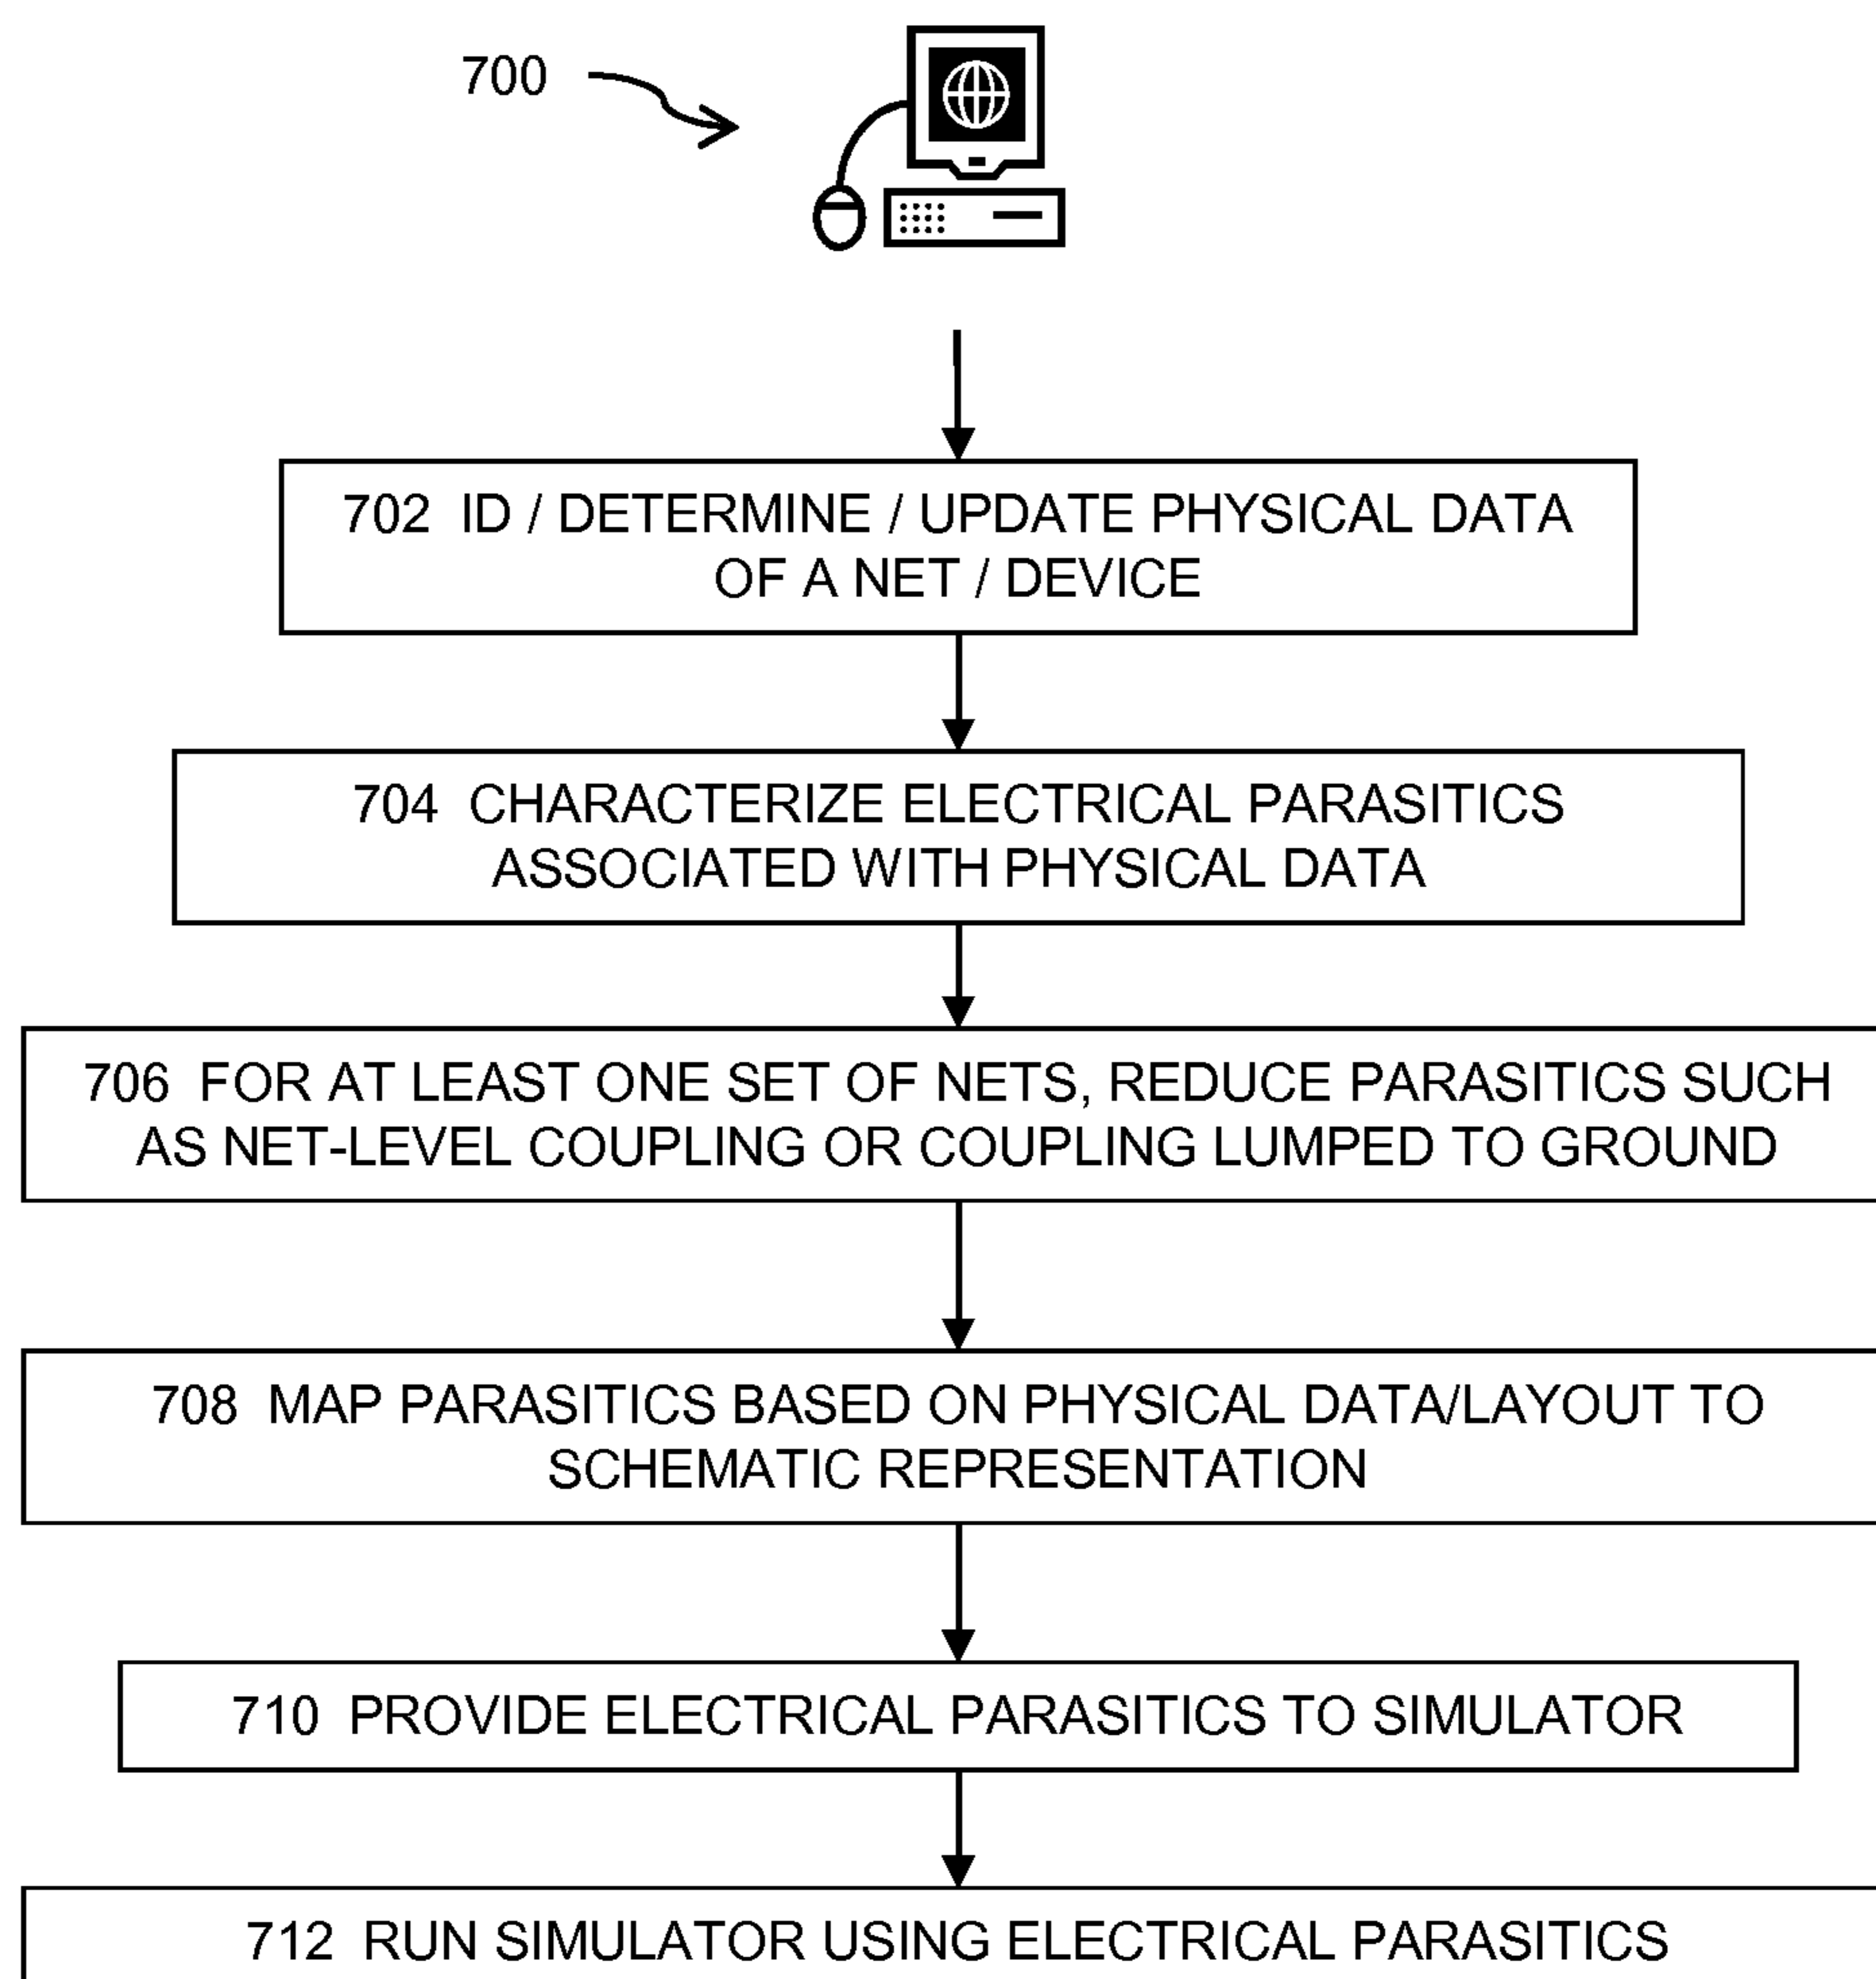 700
702 ID / DETERMINE / UPDATE PHYSICAL DATA
OF A NET / DEVICE
704 CHARACTERIZE ELECTRICAL PARASITICS
ASSOCIATED WITH PHYSICAL DATA
706 FOR AT LEAST ONE SET OF NETS, REDUCE PARASITICS SUCH
AS NET-LEVEL COUPLING OR COUPLING LUMPED TO GROUND
708 MAP PARASITICS BASED ON PHYSICAL DATA/LAYOUT TO
SCHEMATIC REPRESENTATION
710 PROVIDE ELECTRICAL PARASITICS TO SIMULATOR
712 RUN SIMULATOR USING ELECTRICAL PARASITICS